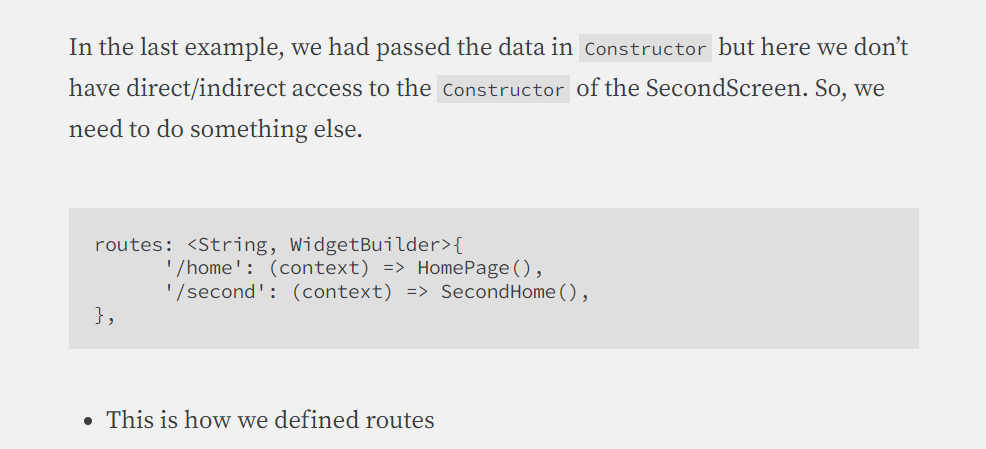 In the last example, we had passed the data in Constructor but here we don’t
have direct/indirect access to the Constructor of the SecondScreen. So, we
need to do something else.
routes: <String, WidgetBuilder>{
'/home': (context) => HomePage(),
'/second': (context) => SecondHome(),
},
• This is how we defined routes